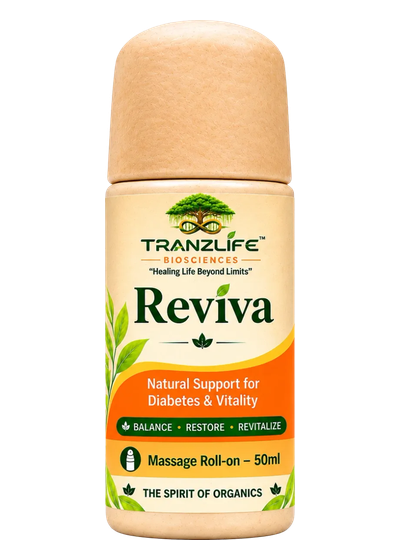 TRANZLIFE™
BIOSCIENCES
"Healing Life Beyond Limits"
Reviva
Natural Support for
Diabetes & Vitality
BALANCE • RESTORE • REVITALIZE
Massage Roll-on – 50ml
THE SPIRIT OF ORGANICS